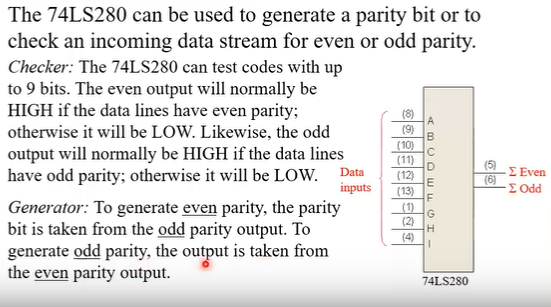 The 74LS280 can be used to generate a parity bit or to
check an incoming data stream for even or odd parity.
Checker: The 74LS280 can test codes with up
to 9 bits. The even output will normally be
HIGH if the data lines have even parity;
otherwise it will be LOW. Likewise, the odd
output will normally be HIGH if the data lines
have odd parity; otherwise it will be LOW.
Generator: To generate even parity, the parity
bit is taken from the odd parity output. To
generate odd parity, the output is taken from
the even parity output.
Data
inputs
(8) A
(9) B
(10) C
(11) D
(12) E
(13) F
(1) G
(2) H
(4) I
(5) Σ Even
(6) Σ Odd
74LS280